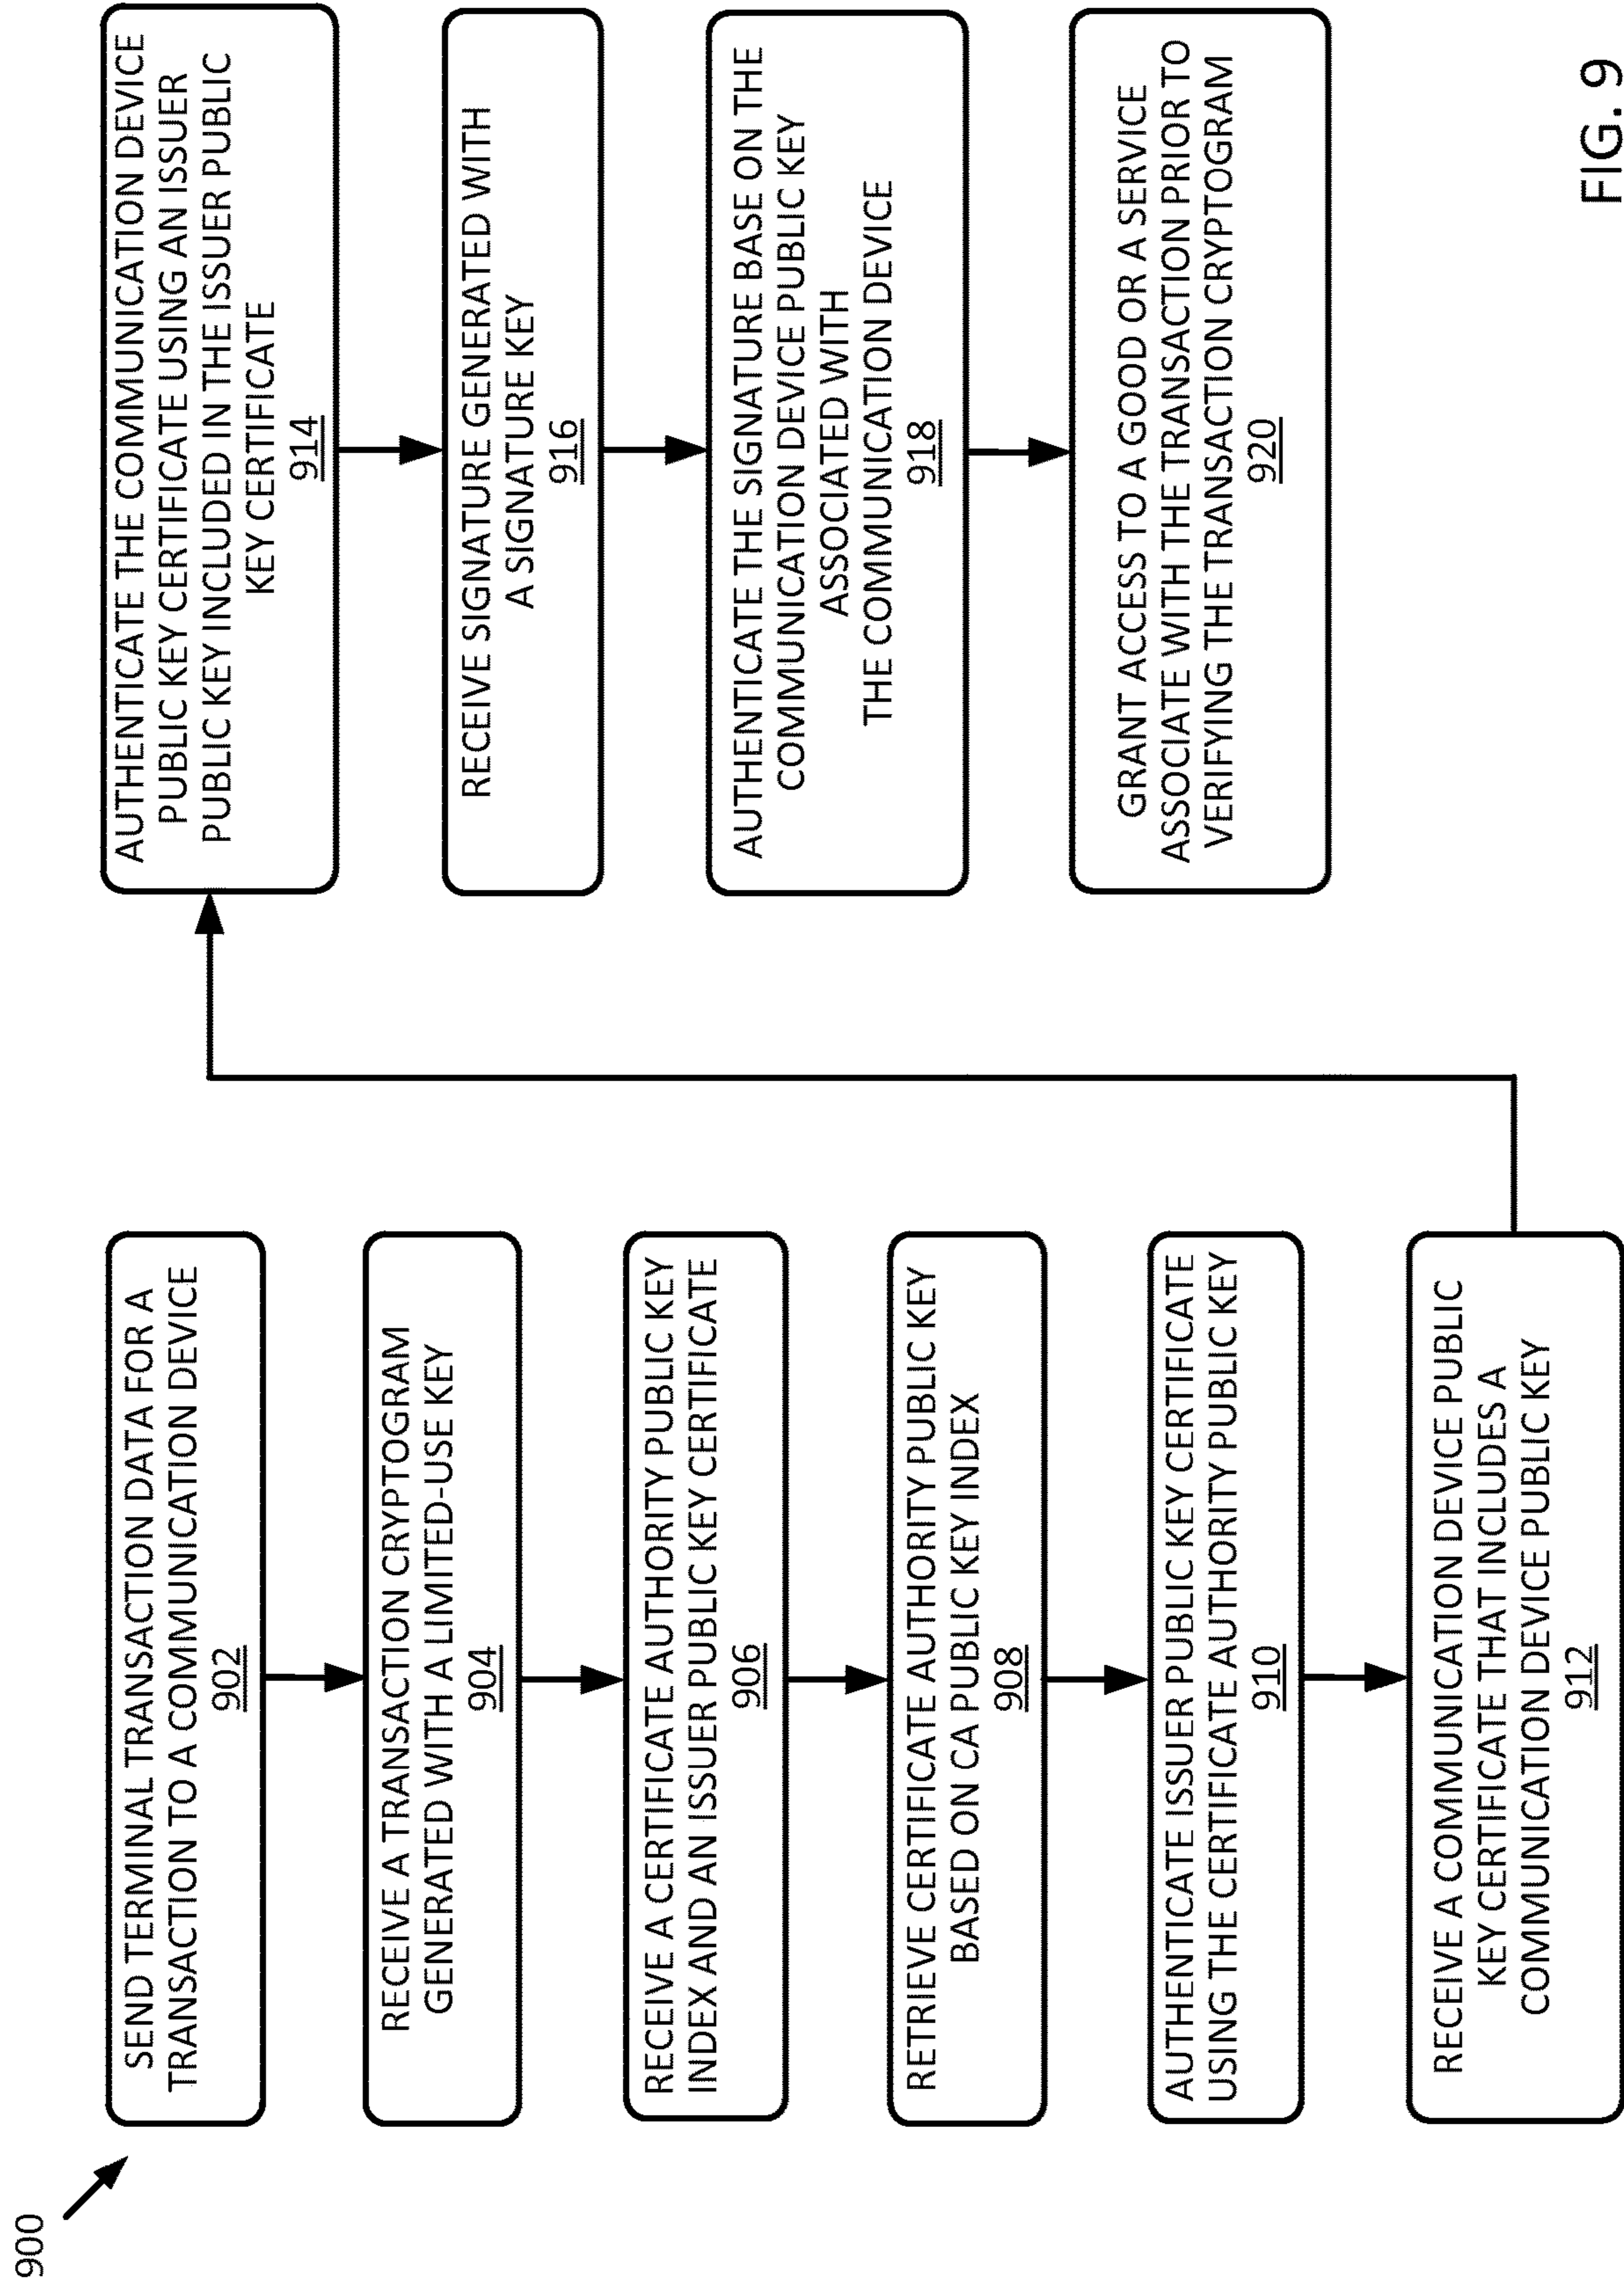 900
SEND TERMINAL TRANSACTION DATA FOR A
TRANSACTION TO A COMMUNICATION DEVICE
902
RECEIVE A TRANSACTION CRYPTOGRAM
GENERATED WITH A LIMITED-USE KEY
904
RECEIVE A CERTIFICATE AUTHORITY PUBLIC KEY
INDEX AND AN ISSUER PUBLIC KEY CERTIFICATE
906
RETRIEVE CERTIFICATE AUTHORITY PUBLIC KEY
BASED ON CA PUBLIC KEY INDEX
908
AUTHENTICATE ISSUER PUBLIC KEY CERTIFICATE
USING THE CERTIFICATE AUTHORITY PUBLIC KEY
910
RECEIVE A COMMUNICATION DEVICE PUBLIC
KEY CERTIFICATE THAT INCLUDES A
COMMUNICATION DEVICE PUBLIC KEY
912
AUTHENTICATE THE COMMUNICATION DEVICE
PUBLIC KEY CERTIFICATE USING AN ISSUER
PUBLIC KEY INCLUDED IN THE ISSUER PUBLIC
KEY CERTIFICATE
914
RECEIVE SIGNATURE GENERATED WITH
A SIGNATURE KEY
916
AUTHENTICATE THE SIGNATURE BASE ON THE
COMMUNICATION DEVICE PUBLIC KEY
ASSOCIATED WITH
THE COMMUNICATION DEVICE
918
GRANT ACCESS TO A GOOD OR A SERVICE
ASSOCIATE WITH THE TRANSACTION PRIOR TO
VERIFYING THE TRANSACTION CRYPTOGRAM
920
FIG. 9